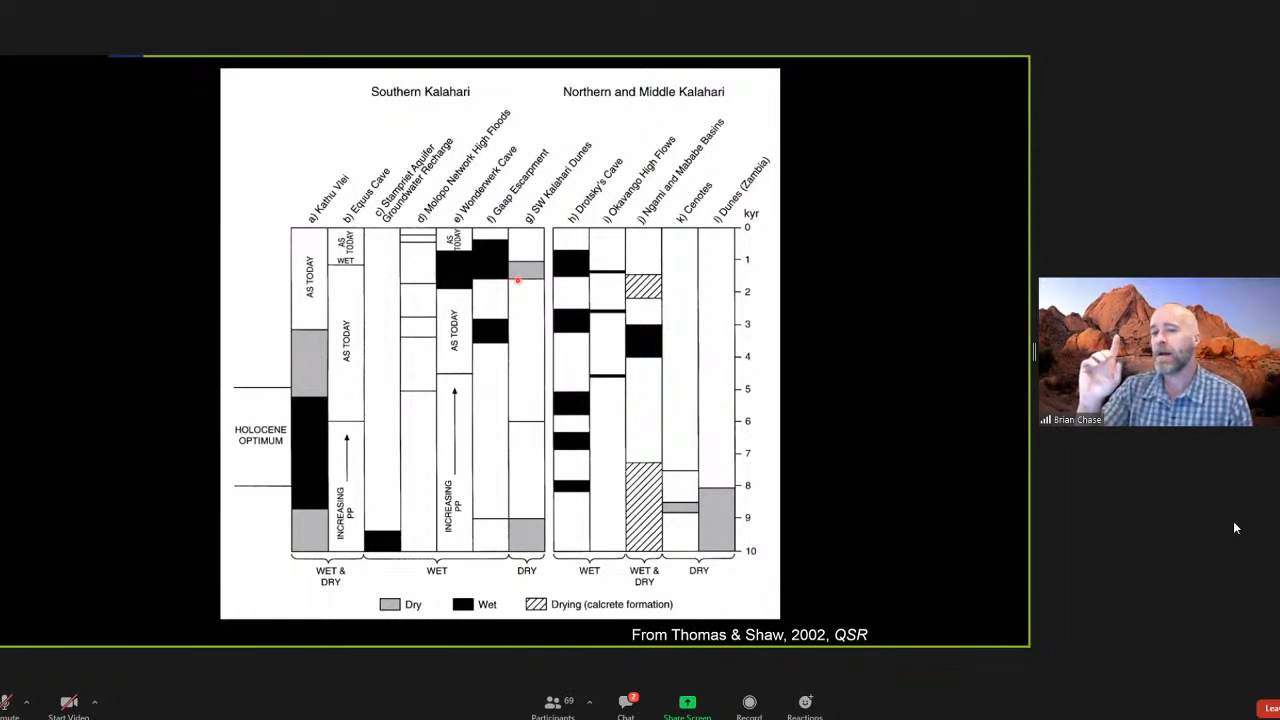 Southern Kalahari
Northern and Middle Kalahari
a) Kathu Vlei
b) Equus Cave
c) Stampriet Aquifer
Groundwater Recharge
d) Molopo Network High Floods
e) Wonderwerk Cave
f) Gaap Escarpment
g) SW Kalahari Dunes
h) Drotsky's Cave
i) Okavango High Flows
j) Ngami and Mababe Basins
k) Cenotes
l) Dunes (Zambia)
kyr
0
1
2
3
4
5
6
7
8
9
10
AS TODAY
AS
TODAY
WET
AS TODAY
INCREASING
PP
AS
TODAY
AS TODAY
INCREASING
PP
HOLOCENE
OPTIMUM
WET &
DRY
WET
DRY
WET
WET &
DRY
DRY
Dry
Wet
Drying (calcrete formation)
From Thomas & Shaw, 2002, QSR
Brian Chase
mute
Start Video
Participants
69
Chat
2
Share Screen
Record
Reactions
Lea